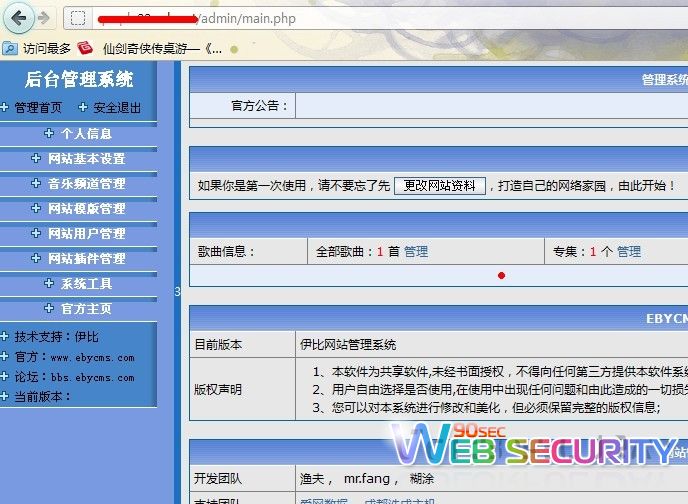 /admin/main.php
访问最多 仙剑奇侠传桌游—《...
后台管理系统
管理首页 安全退出
个人信息
网站基本设置
音乐频道管理
网站模版管理
网站用户管理
网站插件管理
系统工具
官方主页
技术支持：伊比
官方：www.ebycms.com
论坛：bbs.ebycms.com
当前版本：
3
管理系统
官方公告：
如果你是第一次使用，请不要忘了先 更改网站资料 ，打造自己的网络家园，由此开始！
歌曲信息： 全部歌曲：1 首 管理 专集：1 个 管理
EBYCM
目前版本 伊比网站管理系统
版权声明
1、本软件为共享软件,未经书面授权，不得向任何第三方提供本软件系
2、用户自由选择是否使用,在使用中出现任何问题和由此造成的一切损
3、您可以对本系统进行修改和美化，但必须保留完整的版权信息;
90sec
WEB SECURITY
站
开发团队 渔夫 ， mr.fang ， 糊涂